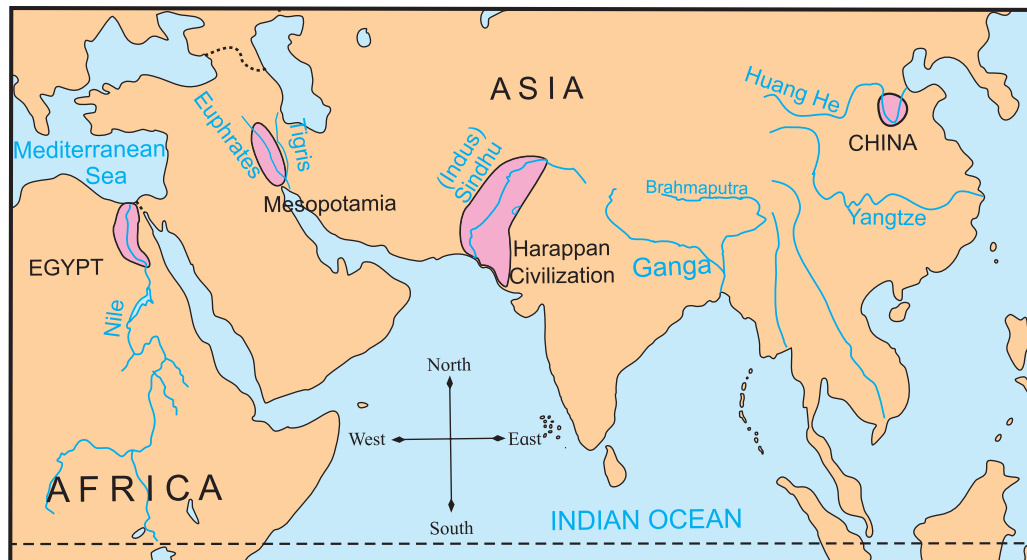 ASIA
Huang He
CHINA
Euphrates
Tigris
Mediterranean
Sea
(Indus)
Sindhu
Mesopotamia
Brahmaputra
Yangtze
EGYPT
Harappan
Civilization
Ganga
Nile
North
West
East
South
AFRICA
INDIAN OCEAN